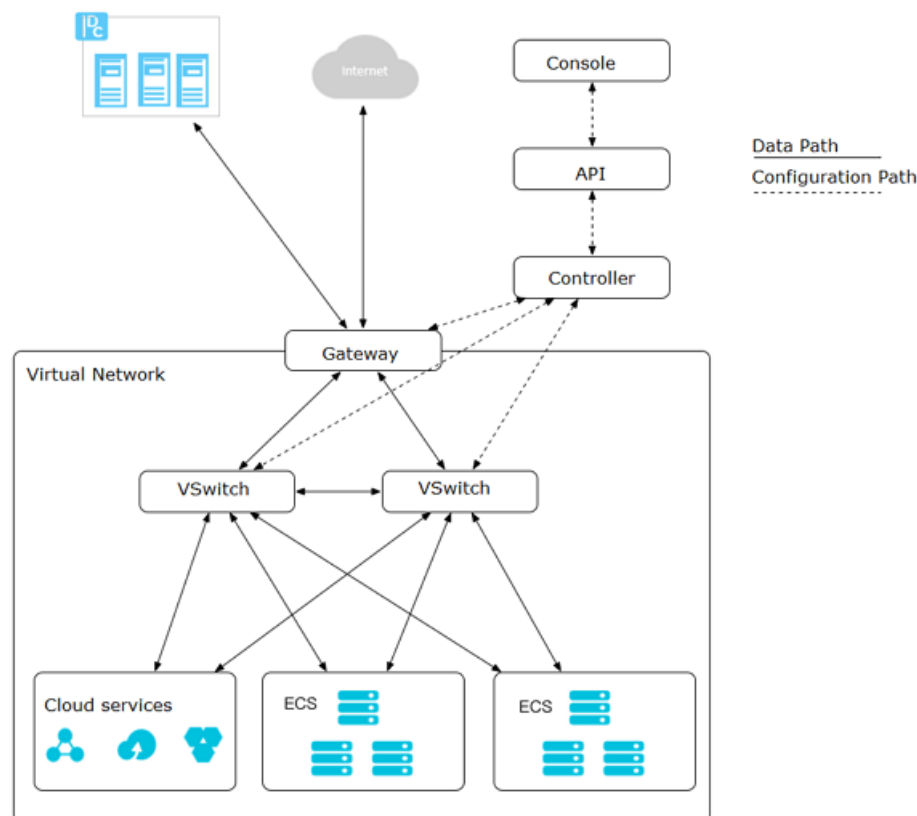 IDC
Internet
Console
API
Data Path
Configuration Path
Controller
Gateway
Virtual Network
VSwitch
VSwitch
Cloud services
ECS
ECS